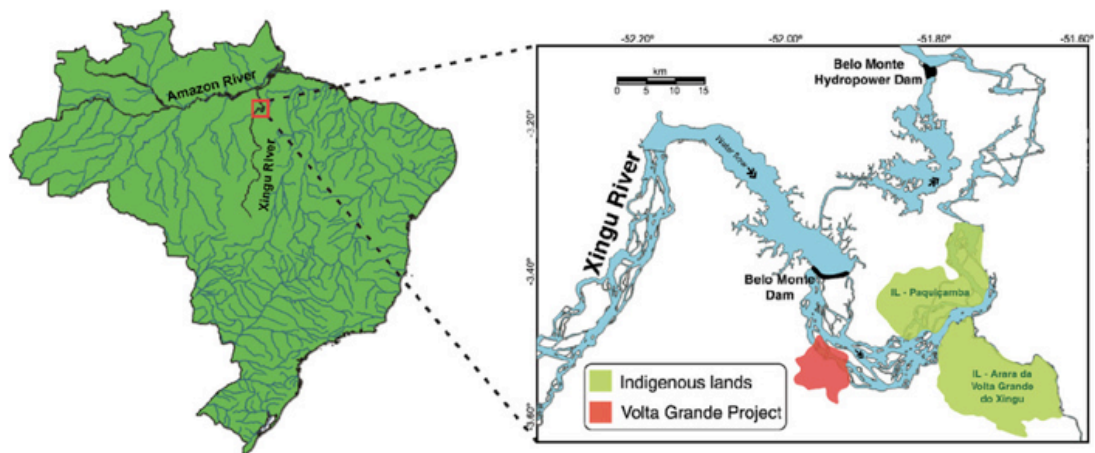 Amazon River
Xingu River
-52.20°
-52.00°
-51.80°
-51.60°
-3.20°
-3.40°
-3.60°
km
0 5 10 15
Belo Monte
Hydropower Dam
Water flow
Xingu River
Belo Monte
Dam
IL - Paquiçamba
IL - Arara da
Volta Grande
do Xingu
Indigenous lands
Volta Grande Project